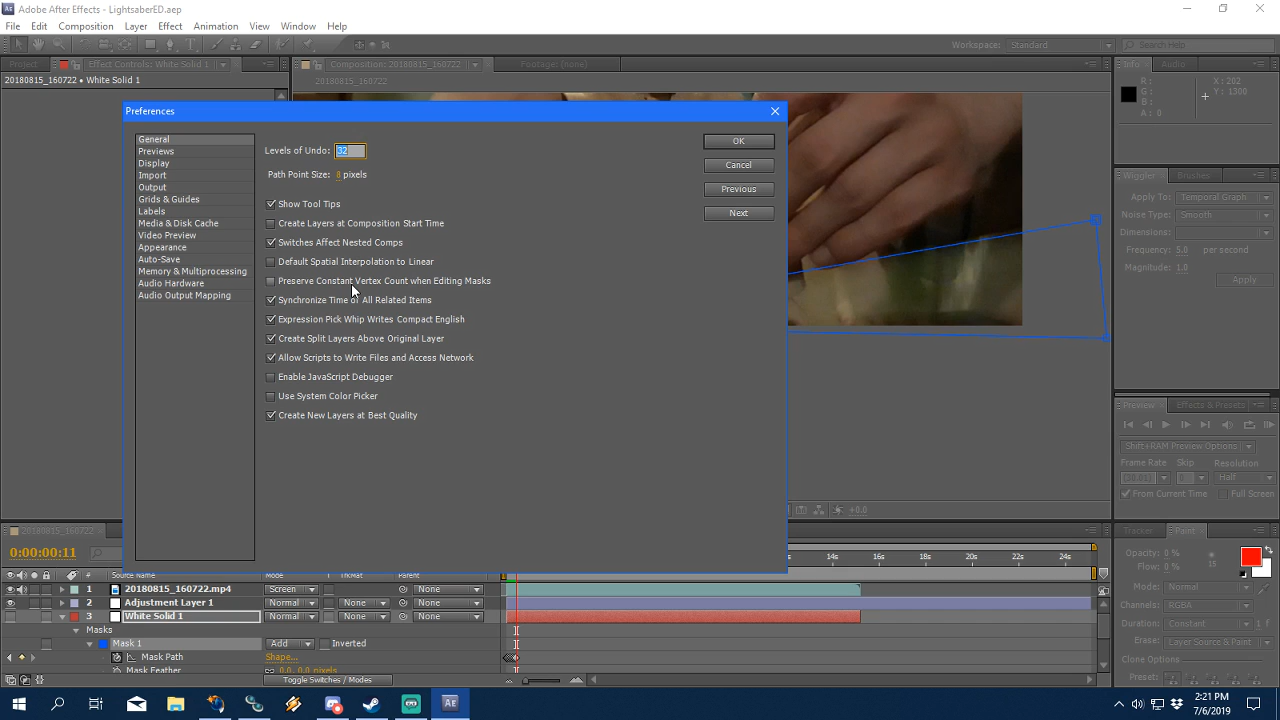 Adobe After Effects - LightsaberED.aep
File Edit Composition Layer Effect Animation View Window Help
Workspace: Standard Search Help
Project Effect Controls: White Solid 1 Composition: 20180815_160722 Footage: (none) Info Audio
20180815_160722 • White Solid 1 20180815_160722
R: X: 202
G: Y: 1300
B:
A: 0
Preferences
General
Previews
Display
Import
Output
Grids & Guides
Labels
Media & Disk Cache
Video Preview
Appearance
Auto-Save
Memory & Multiprocessing
Audio Hardware
Audio Output Mapping
Levels of Undo: 32
Path Point Size: 8 pixels
Show Tool Tips
Create Layers at Composition Start Time
Switches Affect Nested Comps
Default Spatial Interpolation to Linear
Preserve Constant Vertex Count when Editing Masks
Synchronize Time of All Related Items
Expression Pick Whip Writes Compact English
Create Split Layers Above Original Layer
Allow Scripts to Write Files and Access Network
Enable JavaScript Debugger
Use System Color Picker
Create New Layers at Best Quality
OK
Cancel
Previous
Next
Wiggler Brushes
Apply To: Temporal Graph
Noise Type: Smooth
Dimensions:
Frequency: 5.0 per second
Magnitude: 1.0
Apply
Preview Effects & Presets
Shift+RAM Preview Options
Frame Rate Skip Resolution
Half
From Current Time Full Screen
+0.0
Tracker Paint
Opacity: 0 %
Flow: 0 %
15
Mode: Normal
Channels: RGBA
Duration: Constant 1 f
Erase: Layer Source & Paint
Clone Options
Preset:
20180815_160722
0:00:00:11
14s 16s 18s 20s 22s 24s
# Source Name Mode T TrkMat Parent
1 20180815_160722.mp4 Screen None
2 Adjustment Layer 1 Normal None None
3 White Solid 1 Normal None None
Masks
Mask 1 Add Inverted
Mask Path Shape...
Mask Feather 0.0, 0.0 pixels
Toggle Switches / Modes
2:21 PM
7/6/2019